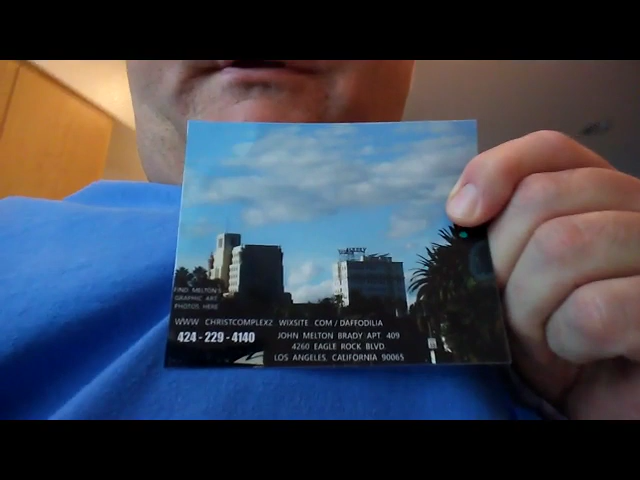 FIND MELTON'S
GRAPHIC ART
PHOTOS HERE
WWW CHRISTCOMPLEX2 WIXSITE COM / DAFFODILIA
424 - 229 - 4140
JOHN MELTON BRADY APT 409
4260 EAGLE ROCK BLVD.
LOS ANGELES, CALIFORNIA 90065